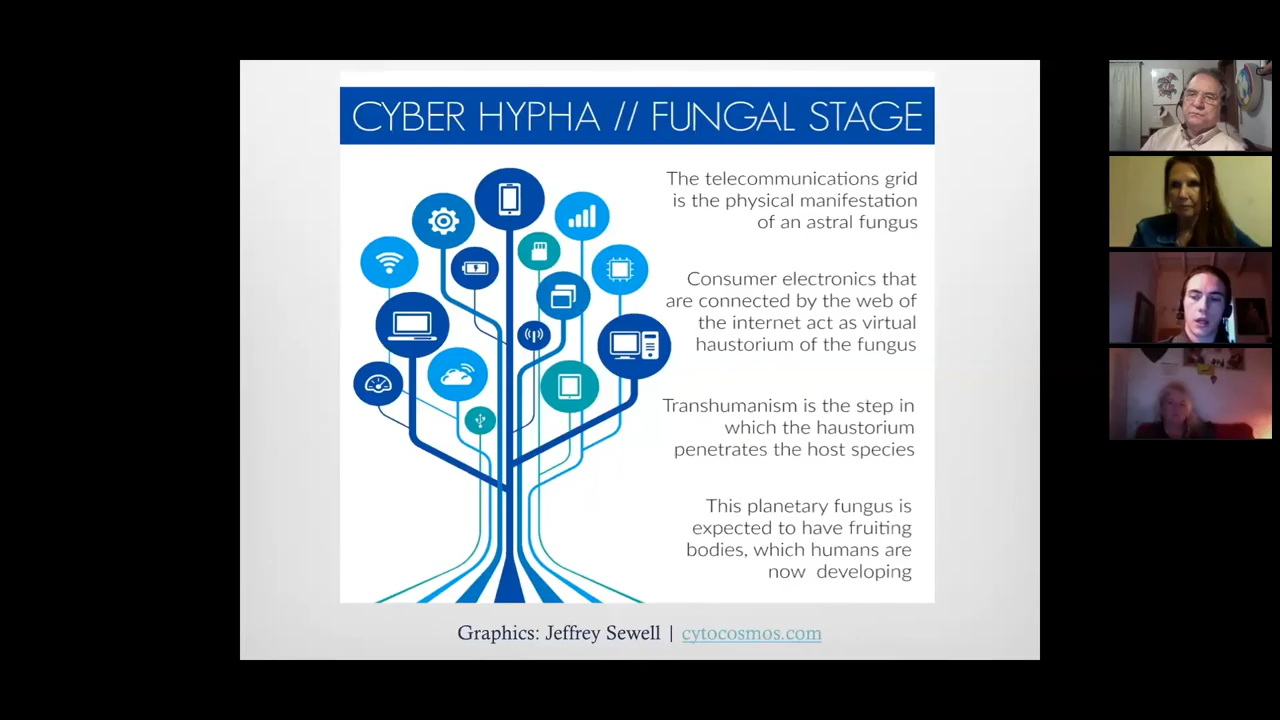 CYBER HYPHA // FUNGAL STAGE
The telecommunications grid
is the physical manifestation
of an astral fungus
Consumer electronics that
are connected by the web of
the internet act as virtual
haustorium of the fungus
Transhumanism is the step in
which the haustorium
penetrates the host species
This planetary fungus is
expected to have fruiting
bodies, which humans are
now developing
Graphics: Jeffrey Sewell | cytocosmos.com